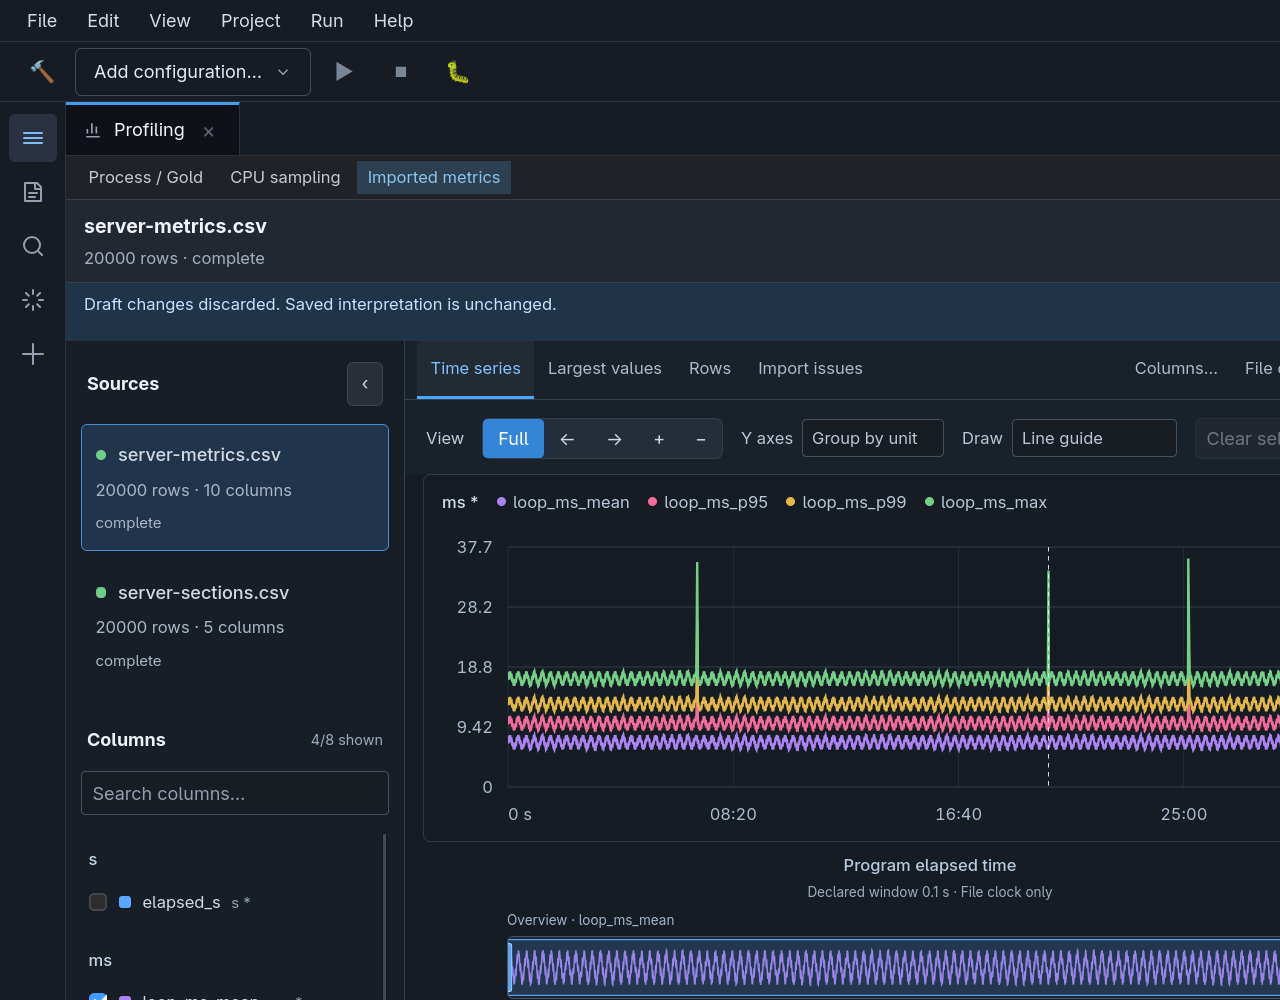 File Edit View Project Run Help
Add configuration...
Profiling ×
Process / Gold CPU sampling Imported metrics
server-metrics.csv
20000 rows · complete
Draft changes discarded. Saved interpretation is unchanged.
Sources ‹
server-metrics.csv
20000 rows · 10 columns
complete
server-sections.csv
20000 rows · 5 columns
complete
Columns 4/8 shown
Search columns...
s
elapsed_s s *
ms
loop_ms_mean *
Time series Largest values Rows Import issues Columns... File
View Full ← → + − Y axes Group by unit Draw Line guide Clear sel
ms * loop_ms_mean loop_ms_p95 loop_ms_p99 loop_ms_max
37.7
28.2
18.8
9.42
0
0 s 08:20 16:40 25:00
Program elapsed time
Declared window 0.1 s · File clock only
Overview · loop_ms_mean